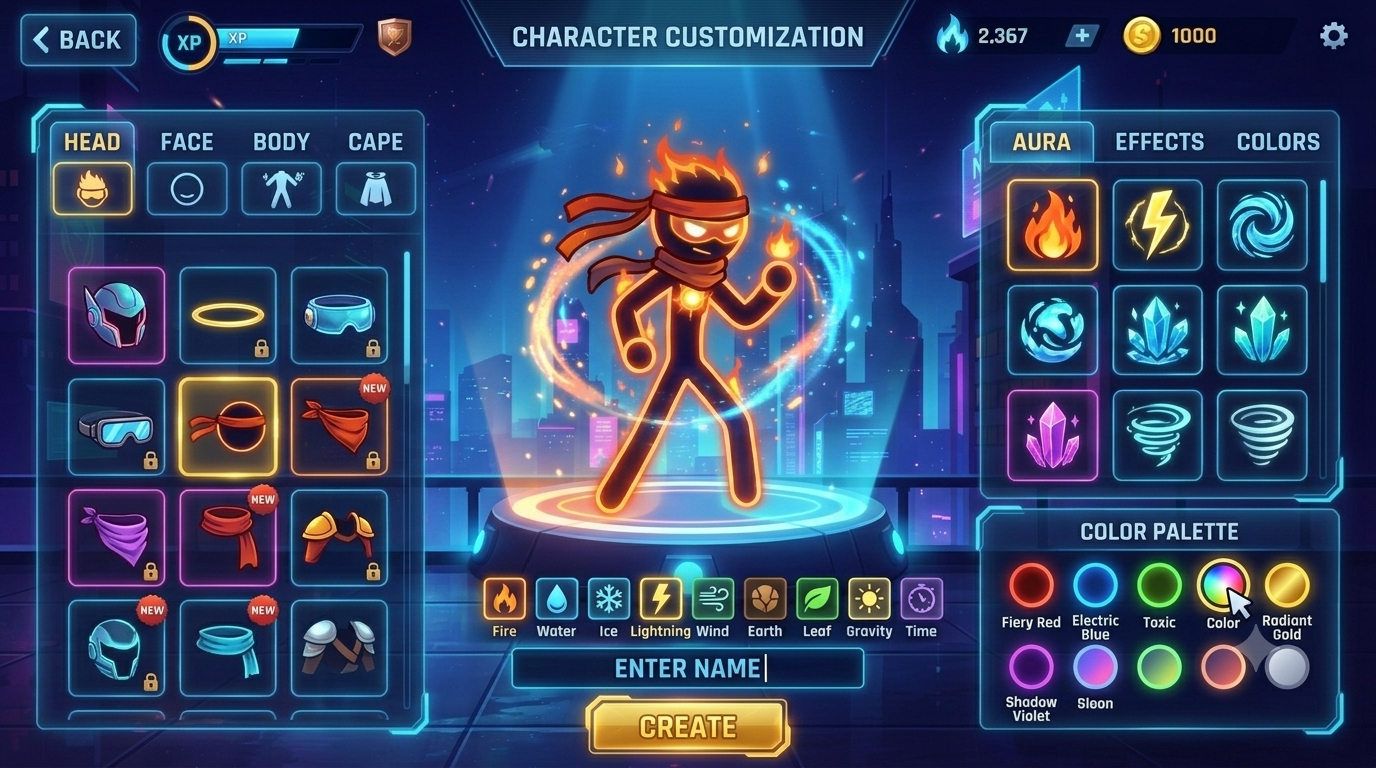 BACK
XP
XP
CHARACTER CUSTOMIZATION
2.367
1000
HEAD
FACE
BODY
CAPE
NEW
NEW
NEW
NEW
AURA
EFFECTS
COLORS
COLOR PALETTE
Fiery Red
Electric
Blue
Toxic
Color
Radiant
Gold
Shadow
Violet
Sloon
Fire
Water
Ice
Lightning
Wind
Earth
Leaf
Gravity
Time
ENTER NAME
CREATE